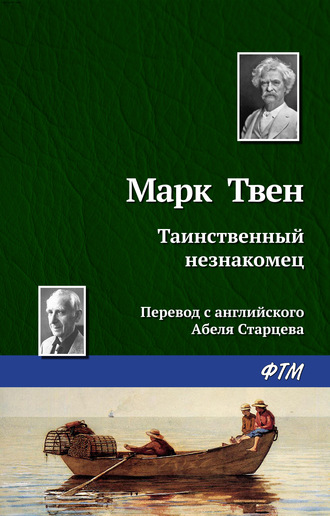 Марк Твен
Таинственный
незнакомец
Перевод с английского
Абеля Старцева
ФТМ